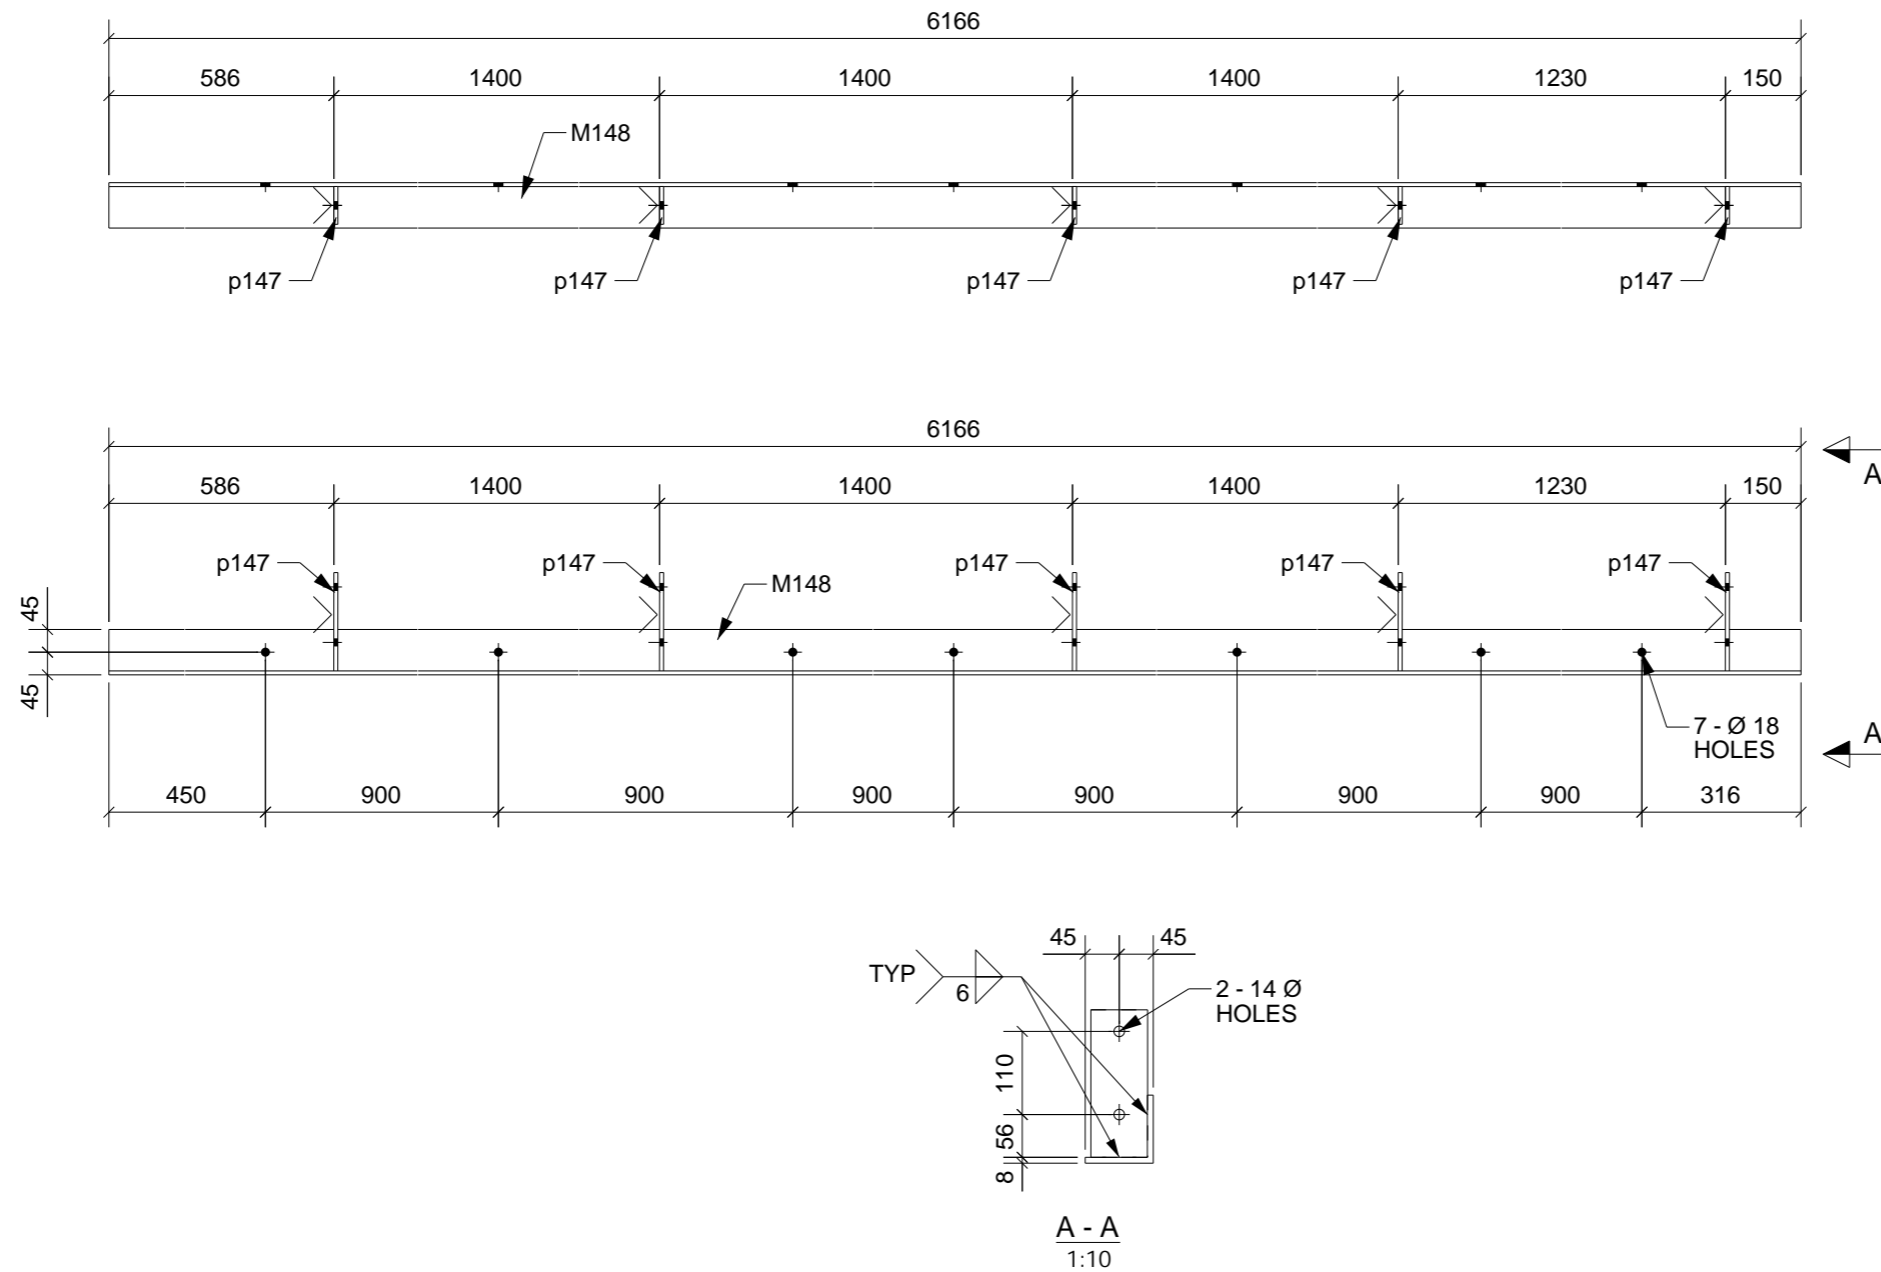 6166
586 1400 1400 1400 1230 150
M148
p147 p147 p147 p147 p147
6166
A
586 1400 1400 1400 1230 150
p147 p147 p147 p147 p147
M148
45
45
7 - Ø 18
HOLES
A
450 900 900 900 900 900 900 316
45 45
TYP
6
2 - 14 Ø
HOLES
110
56
8
A - A
1:10